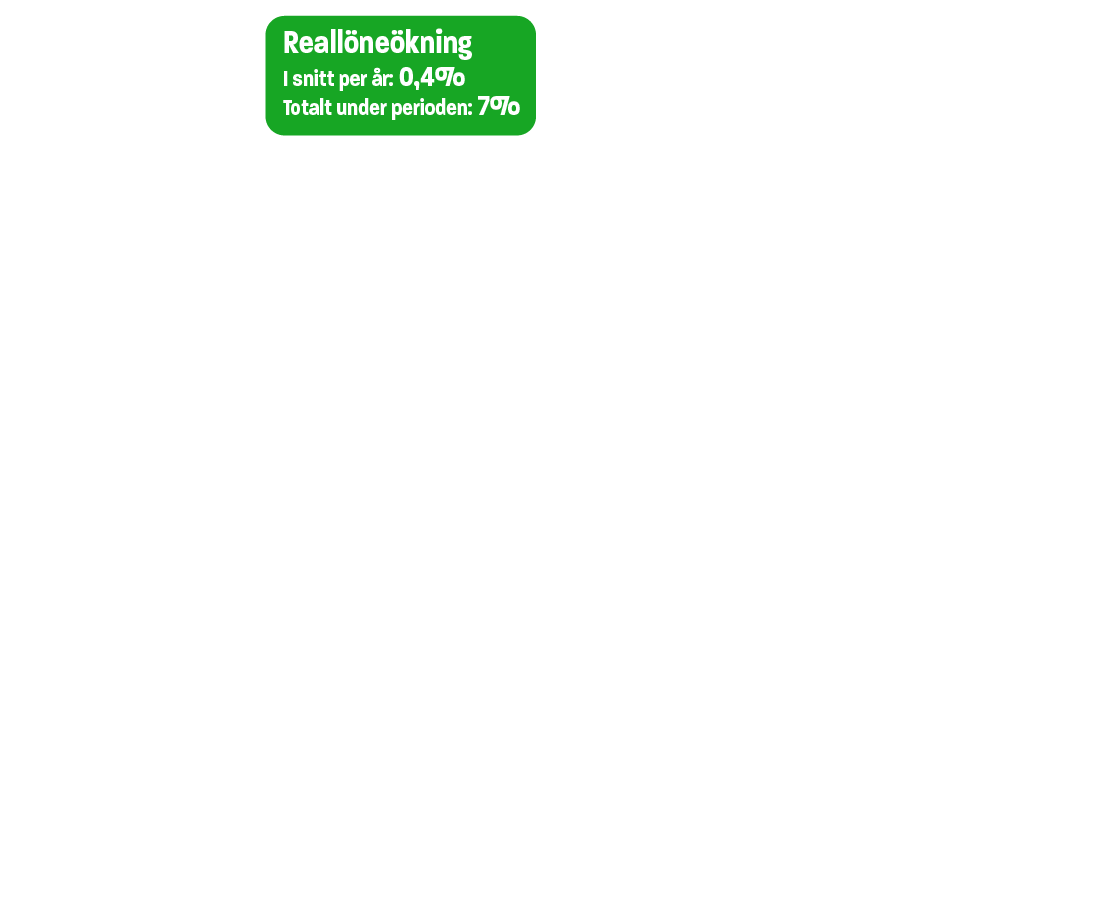 Reallöneökning
I snitt per år: 0,4%
Totalt under perioden: 7%